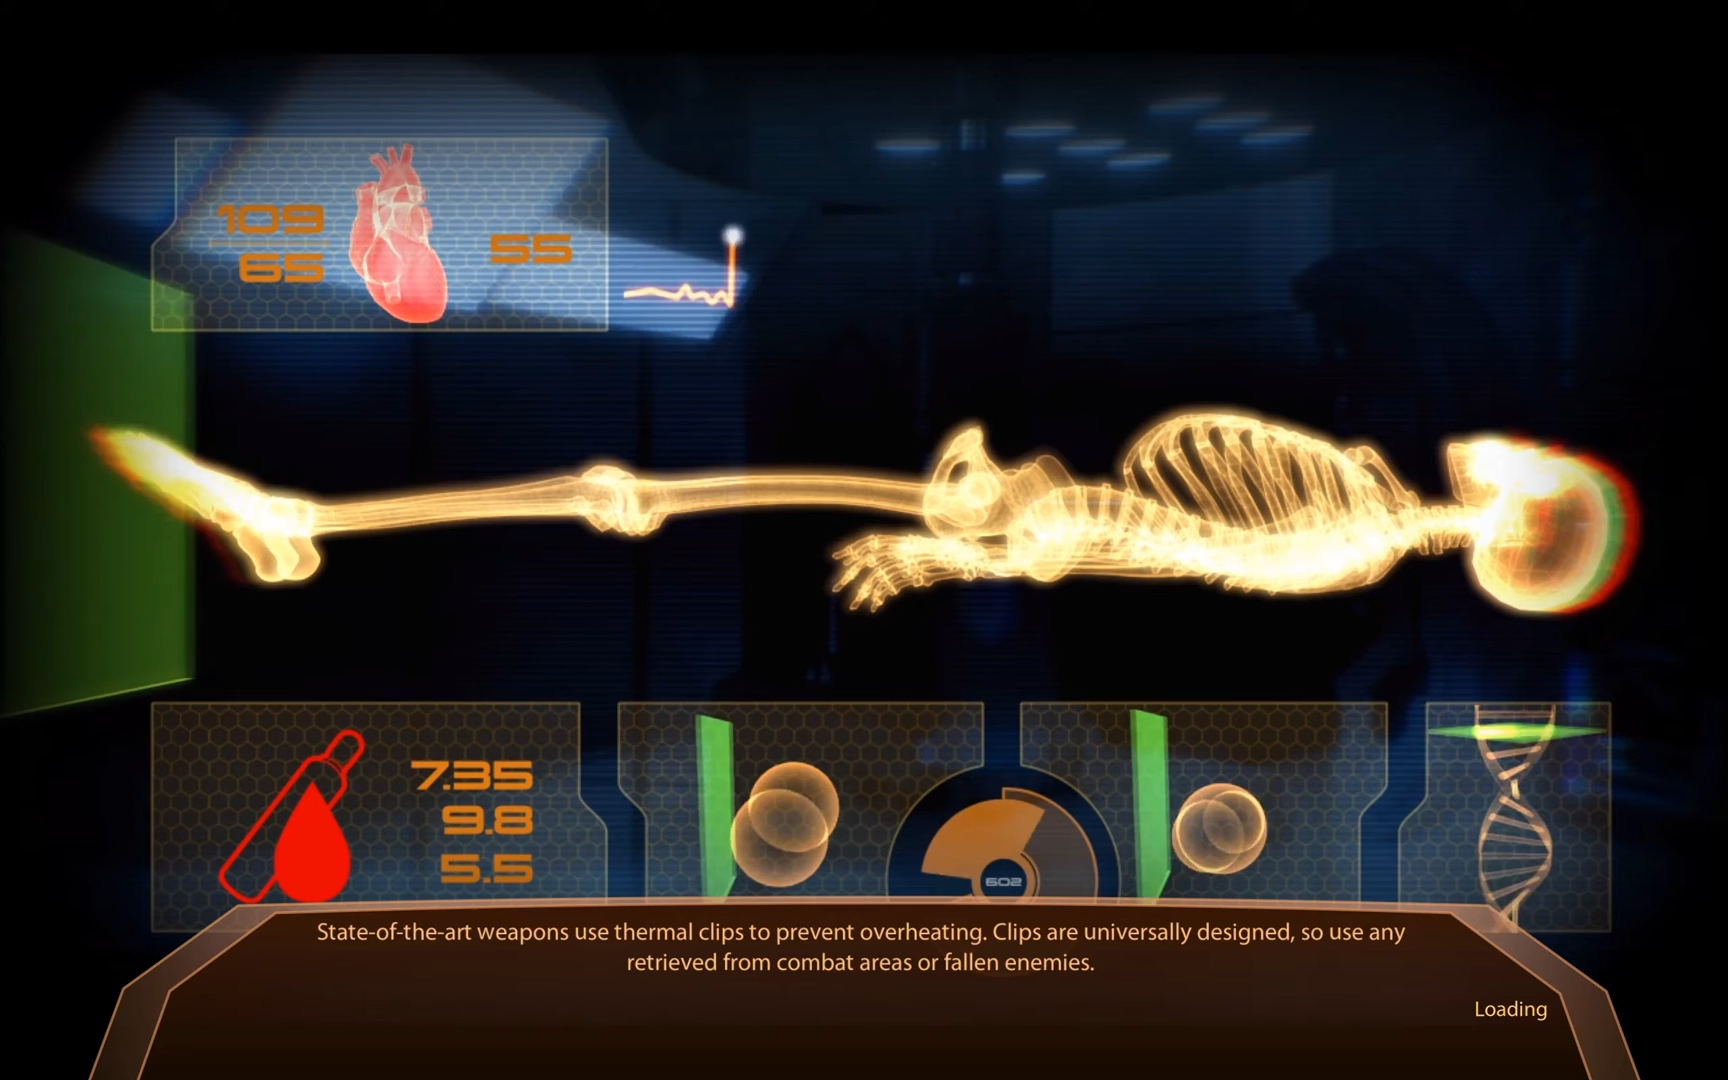 109
65
55
7.35
9.8
5.5
602
State-of-the-art weapons use thermal clips to prevent overheating. Clips are universally designed, so use any
retrieved from combat areas or fallen enemies.
Loading